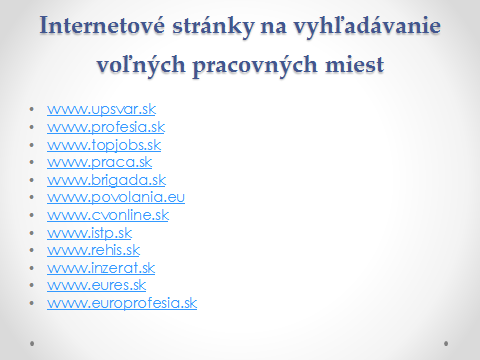 Internetové stránky na vyhľadávanie
voľných pracovných miest
• www.upsvar.sk
• www.profesia.sk
• www.topjobs.sk
• www.praca.sk
• www.brigada.sk
• www.povolania.eu
• www.cvonline.sk
• www.istp.sk
• www.rehis.sk
• www.inzerat.sk
• www.eures.sk
• www.europrofesia.sk